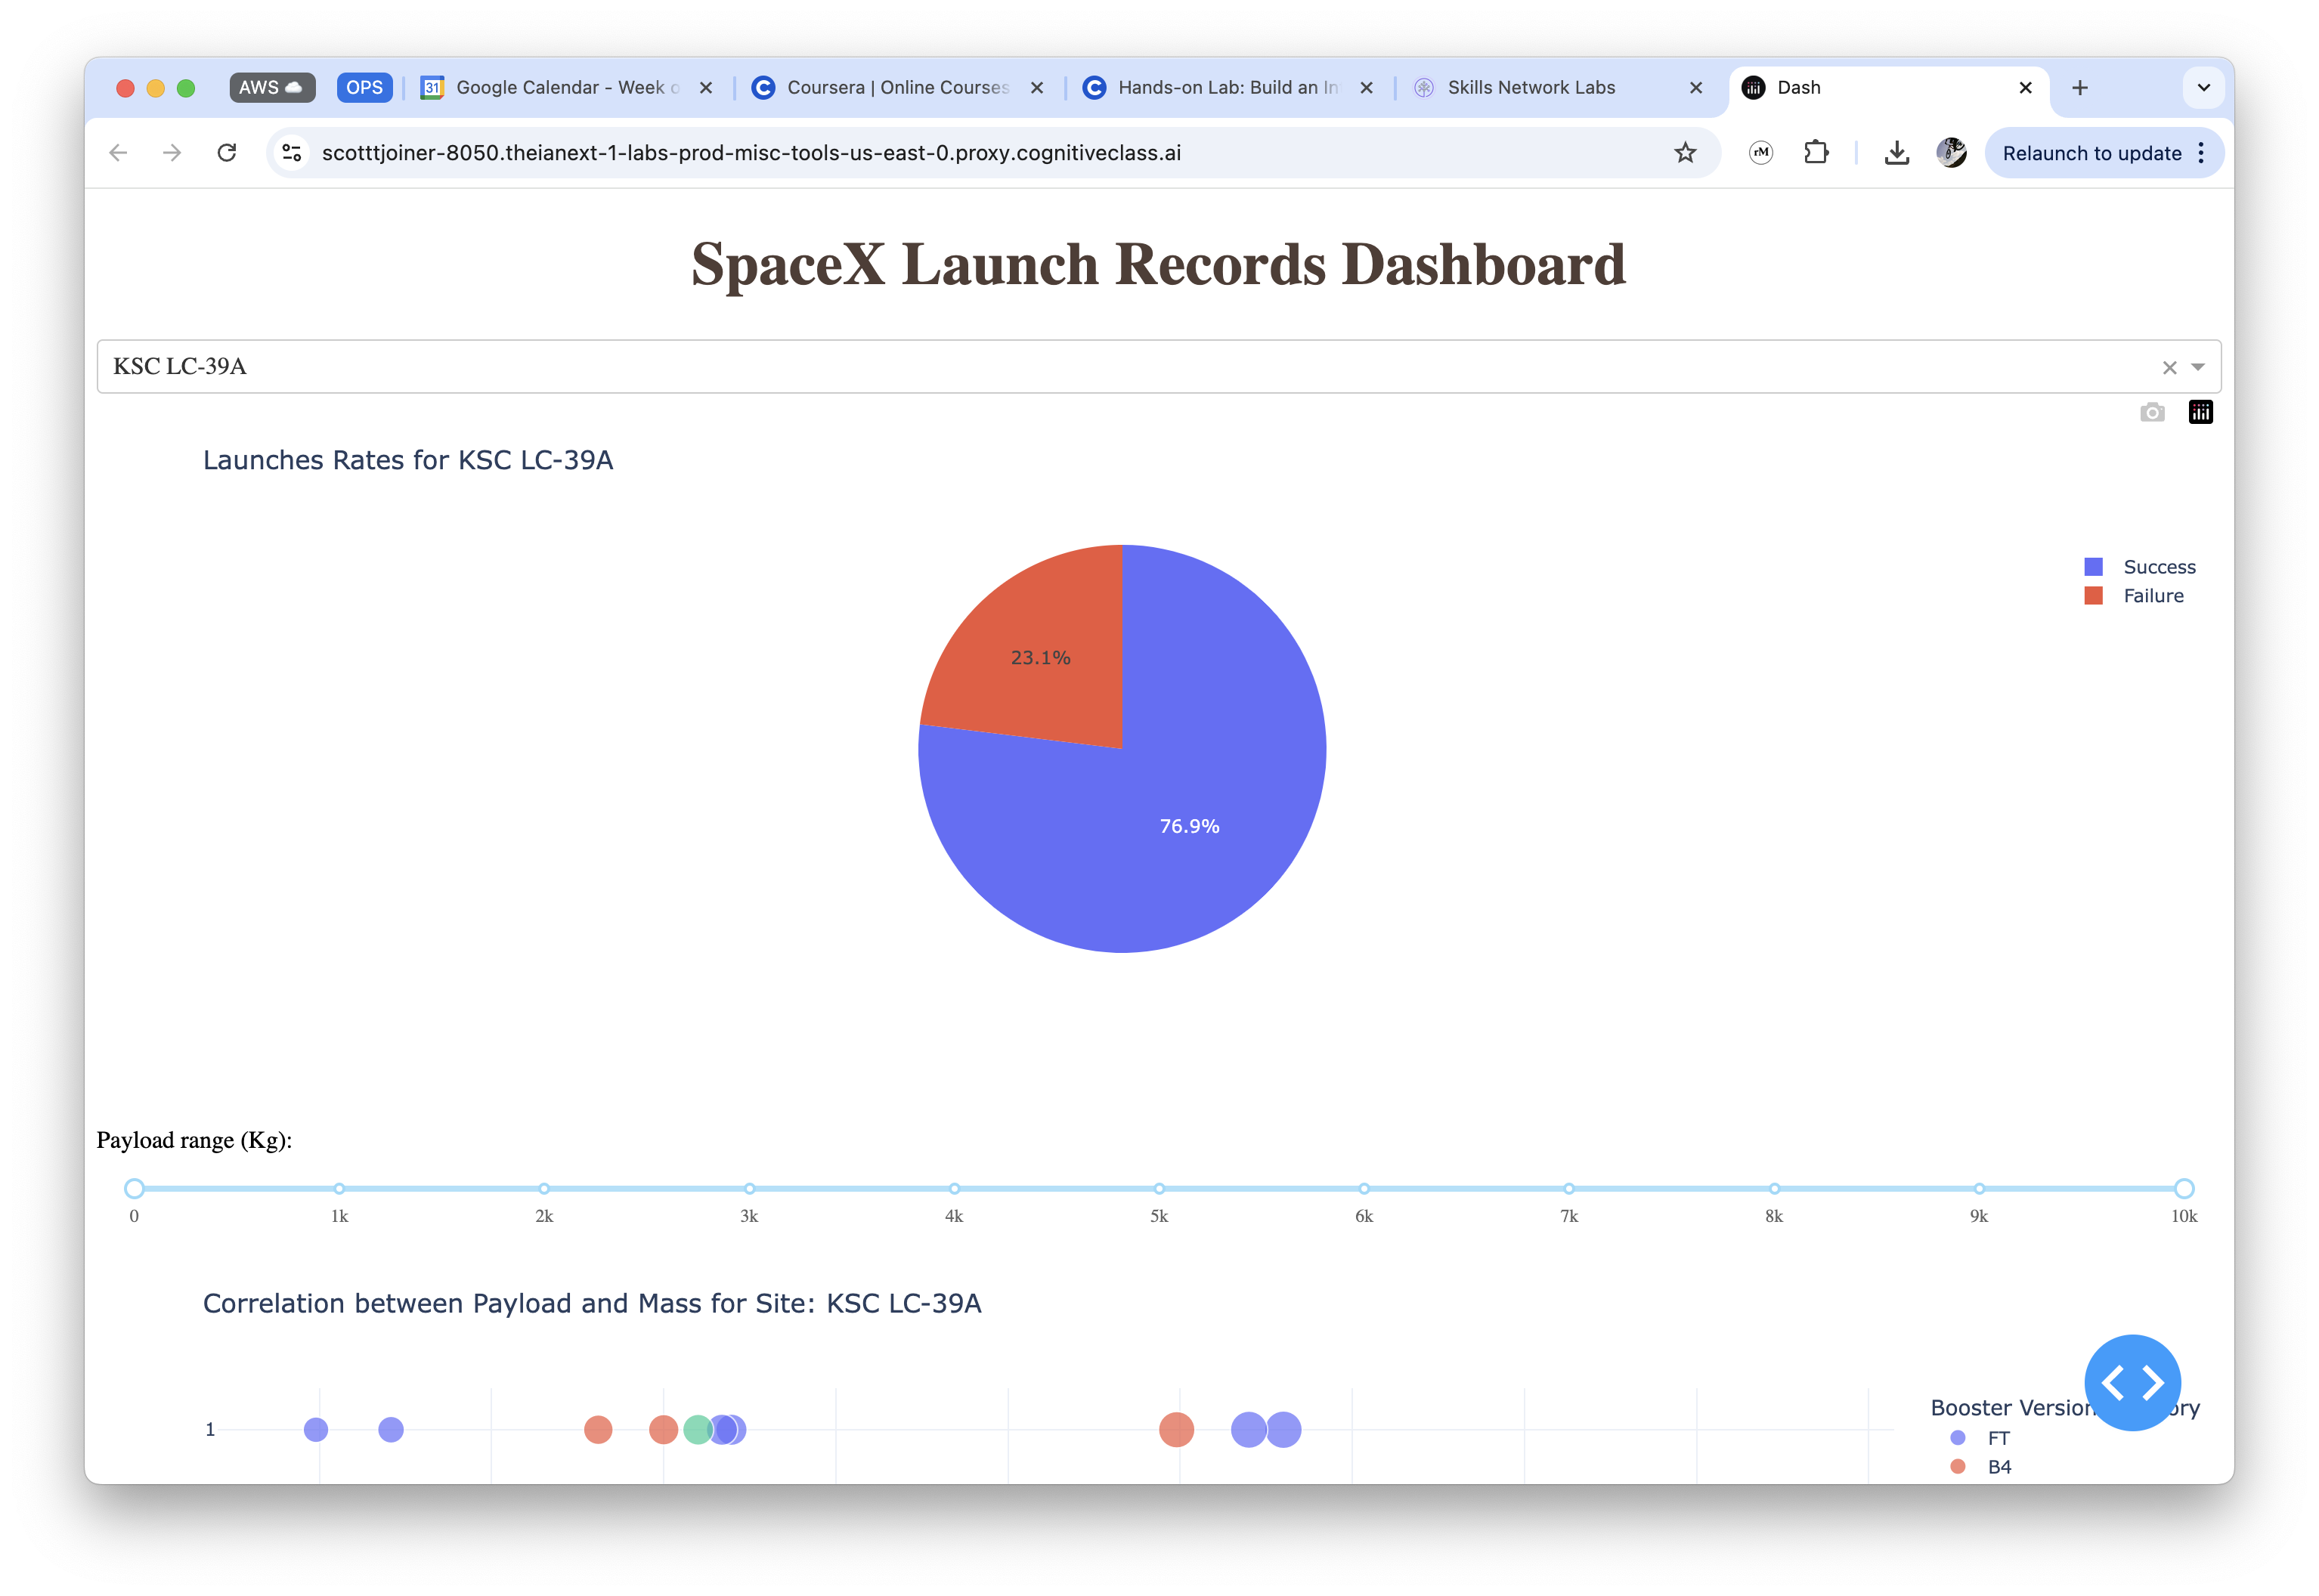 AWS
OPS
31
Google Calendar - Week o
Coursera | Online Courses
Hands-on Lab: Build an In
Skills Network Labs
Dash
scotttjoiner-8050.theianext-1-labs-prod-misc-tools-us-east-0.proxy.cognitiveclass.ai
rM
Relaunch to update
SpaceX Launch Records Dashboard
KSC LC-39A
Launches Rates for KSC LC-39A
Success
Failure
23.1%
76.9%
Payload range (Kg):
0 1k 2k 3k 4k 5k 6k 7k 8k 9k 10k
Correlation between Payload and Mass for Site: KSC LC-39A
Booster Version ory
1
FT
B4